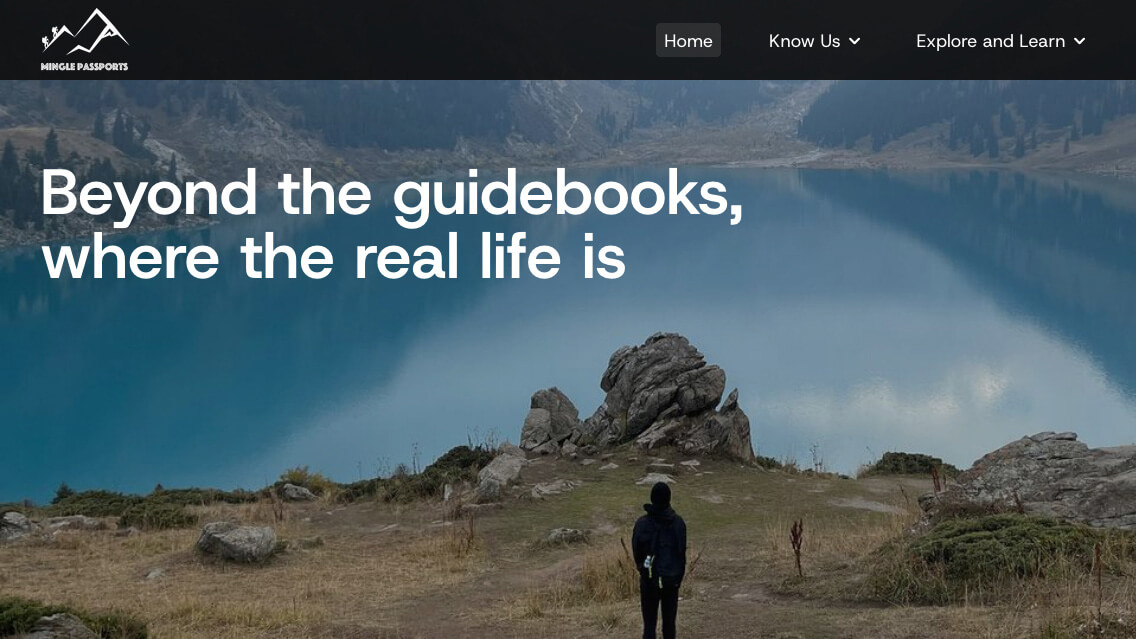 MINGLE PASSPORTS
Home
Know Us
Explore and Learn
Beyond the guidebooks,
where the real life is